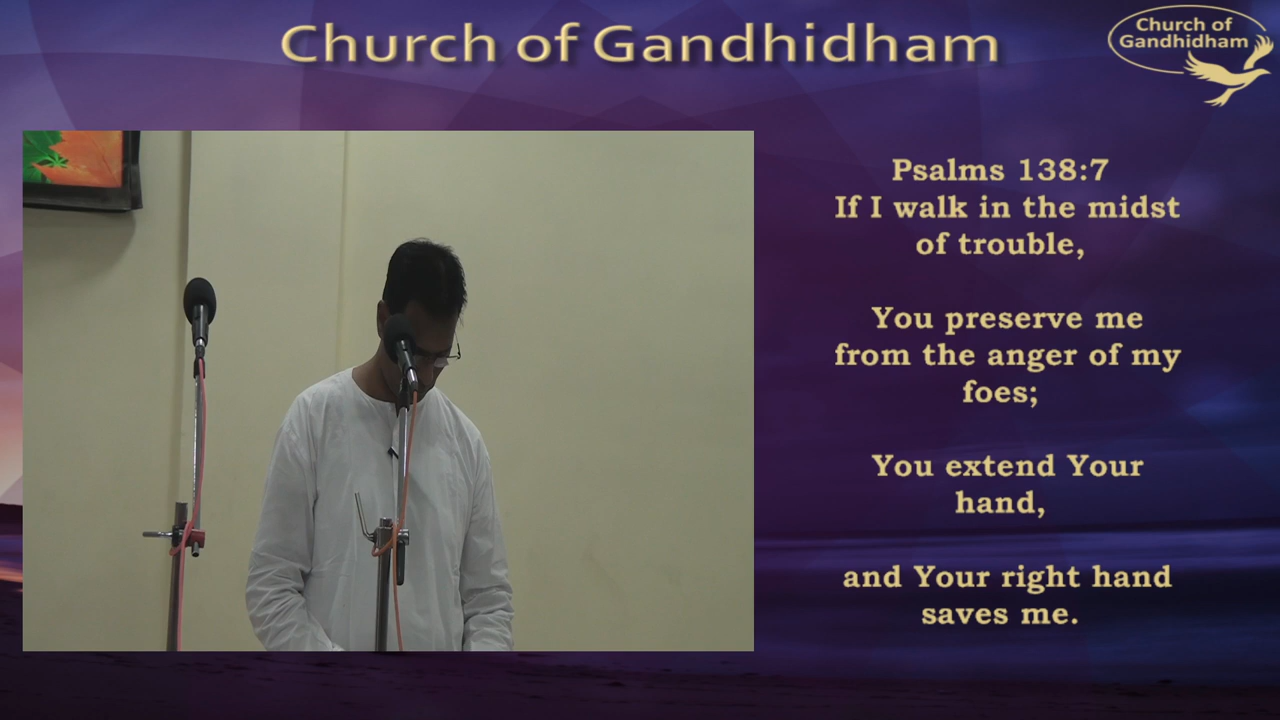 Church of Gandhidham
Church of
Gandhidham
Psalms 138:7
If I walk in the midst
of trouble,
You preserve me
from the anger of my
foes;
You extend Your
hand,
and Your right hand
saves me.